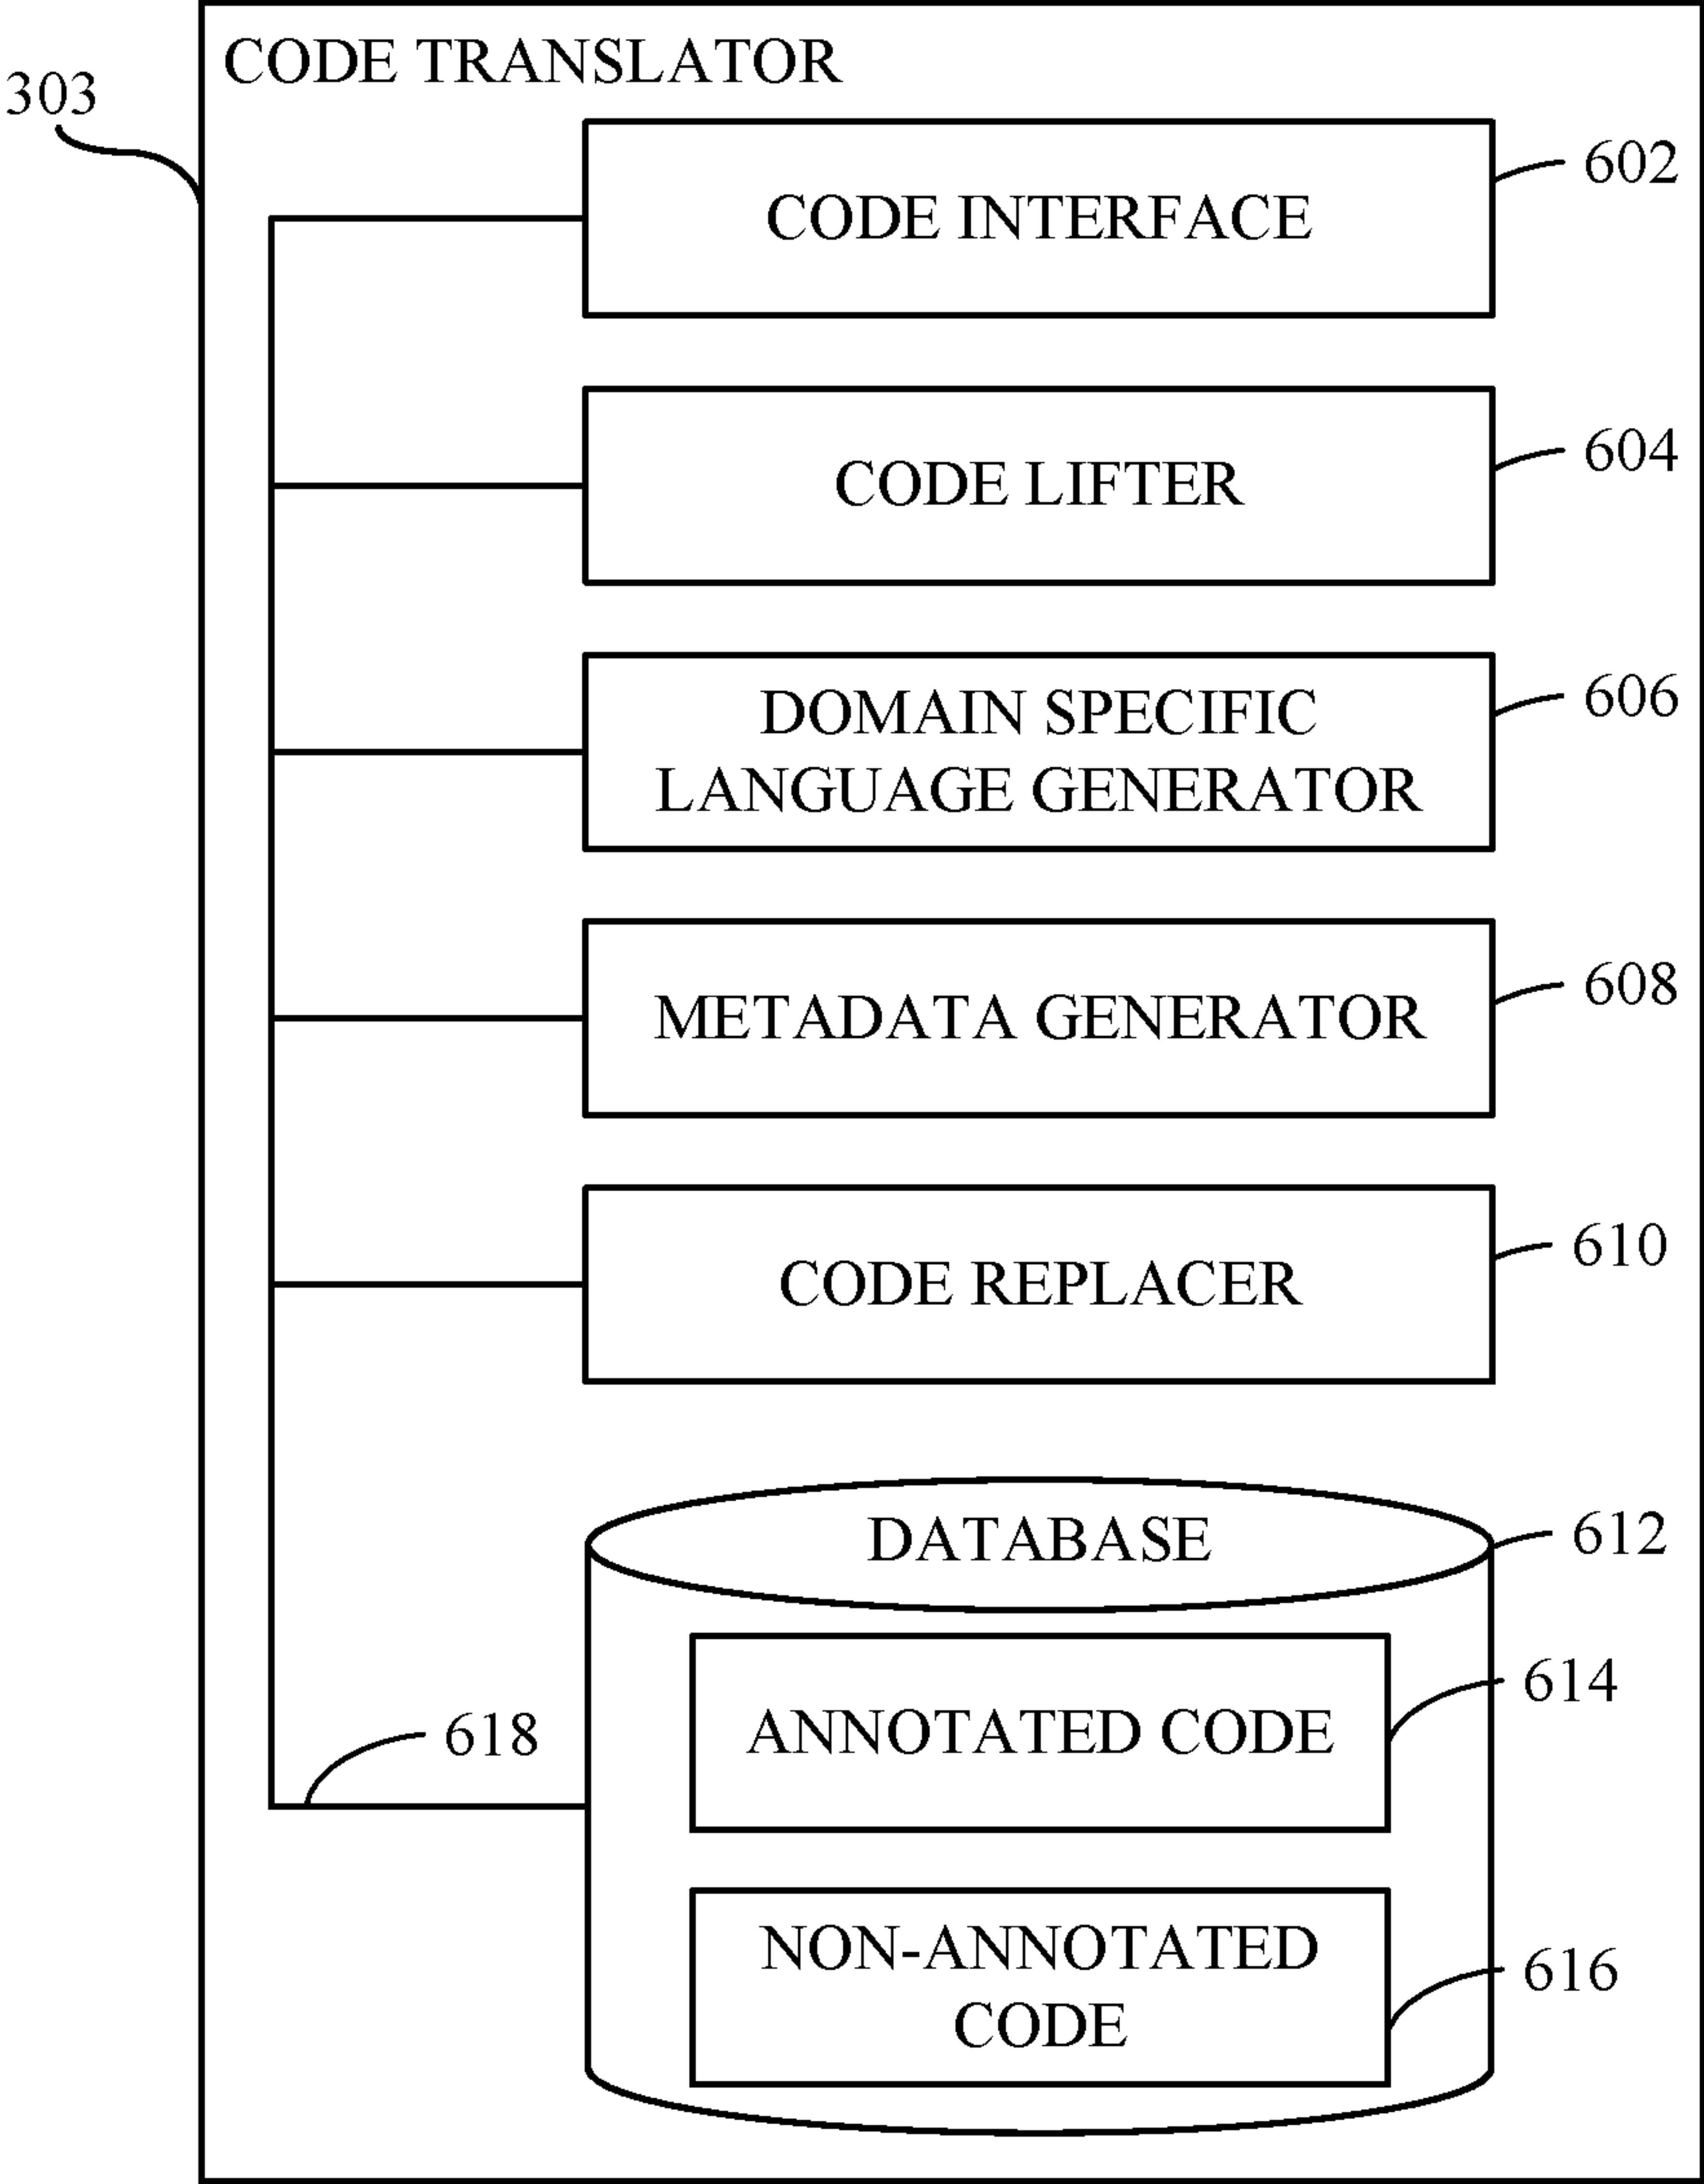 CODE TRANSLATOR
303
CODE INTERFACE
602
CODE LIFTER
604
DOMAIN SPECIFIC
LANGUAGE GENERATOR
606
METADATA GENERATOR
608
CODE REPLACER
610
DATABASE
612
ANNOTATED CODE
614
618
NON-ANNOTATED
CODE
616